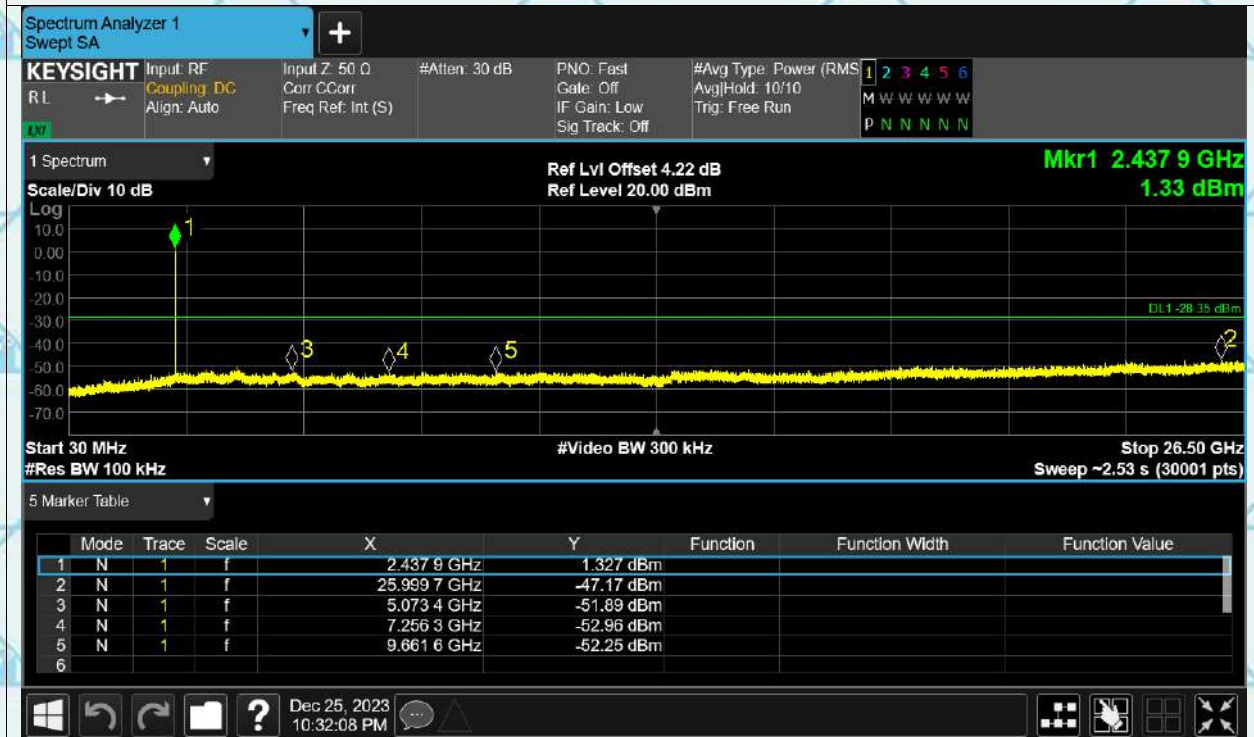 Spectrum Analyzer 1
Swept SA
+
KEYSIGHT
RL
LXI
Input: RF
Coupling: DC
Align: Auto
Input Z: 50 Ω
Corr CCorr
Freq Ref: Int (S)
#Atten: 30 dB
PNO: Fast
Gate: Off
IF Gain: Low
Sig Track: Off
#Avg Type: Power (RMS
Avg|Hold: 10/10
Trig: Free Run
1 2 3 4 5 6
M W W W W W
P N N N N N
1 Spectrum
Scale/Div 10 dB
Ref Lvl Offset 4.22 dB
Ref Level 20.00 dBm
Mkr1 2.437 9 GHz
1.33 dBm
Log
10.0
0.00
-10.0
-20.0
-30.0
-40.0
-50.0
-60.0
-70.0
1
DL1 -28.35 dBm
3
4
5
2
Start 30 MHz
#Video BW 300 kHz
Stop 26.50 GHz
#Res BW 100 kHz
Sweep ~2.53 s (30001 pts)
5 Marker Table
Mode Trace Scale X Y Function Function Width Function Value
1 N 1 f 2.437 9 GHz 1.327 dBm
2 N 1 f 25.999 7 GHz -47.17 dBm
3 N 1 f 5.073 4 GHz -51.89 dBm
4 N 1 f 7.256 3 GHz -52.96 dBm
5 N 1 f 9.661 6 GHz -52.25 dBm
6
?
Dec 25, 2023
10:32:08 PM